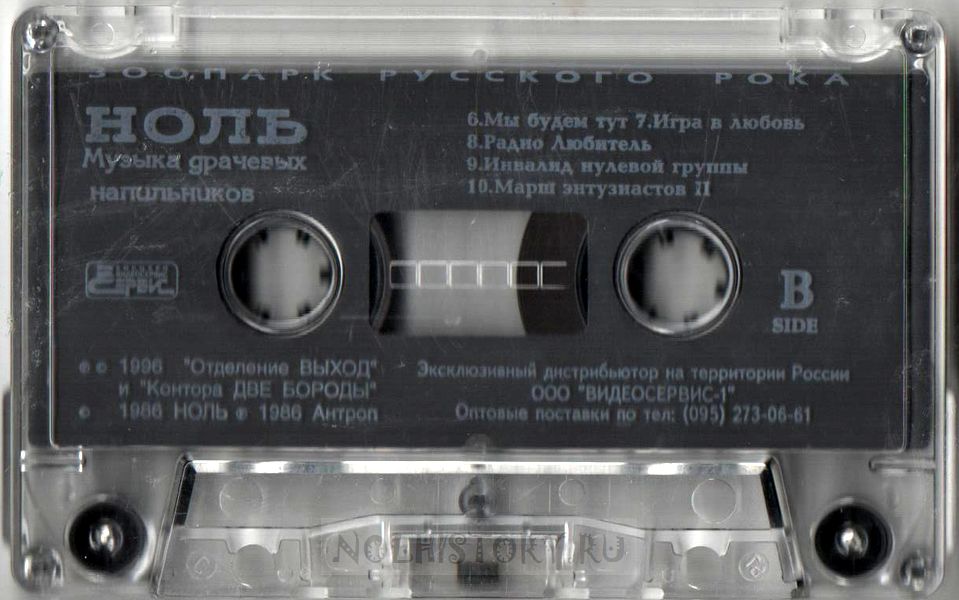 ЗООПАРК РУССКОГО РОКА
НОЛЬ
Музыка драчевых
напильников
6.Мы будем тут 7.Игра в любовь
8.Радио Любитель
9.Инвалид нулевой группы
10.Марш энтузиастов II
ВИДЕОСЕРВИС
B
SIDE
℗ © 1996 "Отделение ВЫХОД"
и "Контора ДВЕ БОРОДЫ"
© 1986 НОЛЬ ℗ 1986 Антроп
Эксклюзивный дистрибьютор на территории России
ООО "ВИДЕОСЕРВИС-1"
Оптовые поставки по тел: (095) 273-06-61
NOLHISTORY.RU